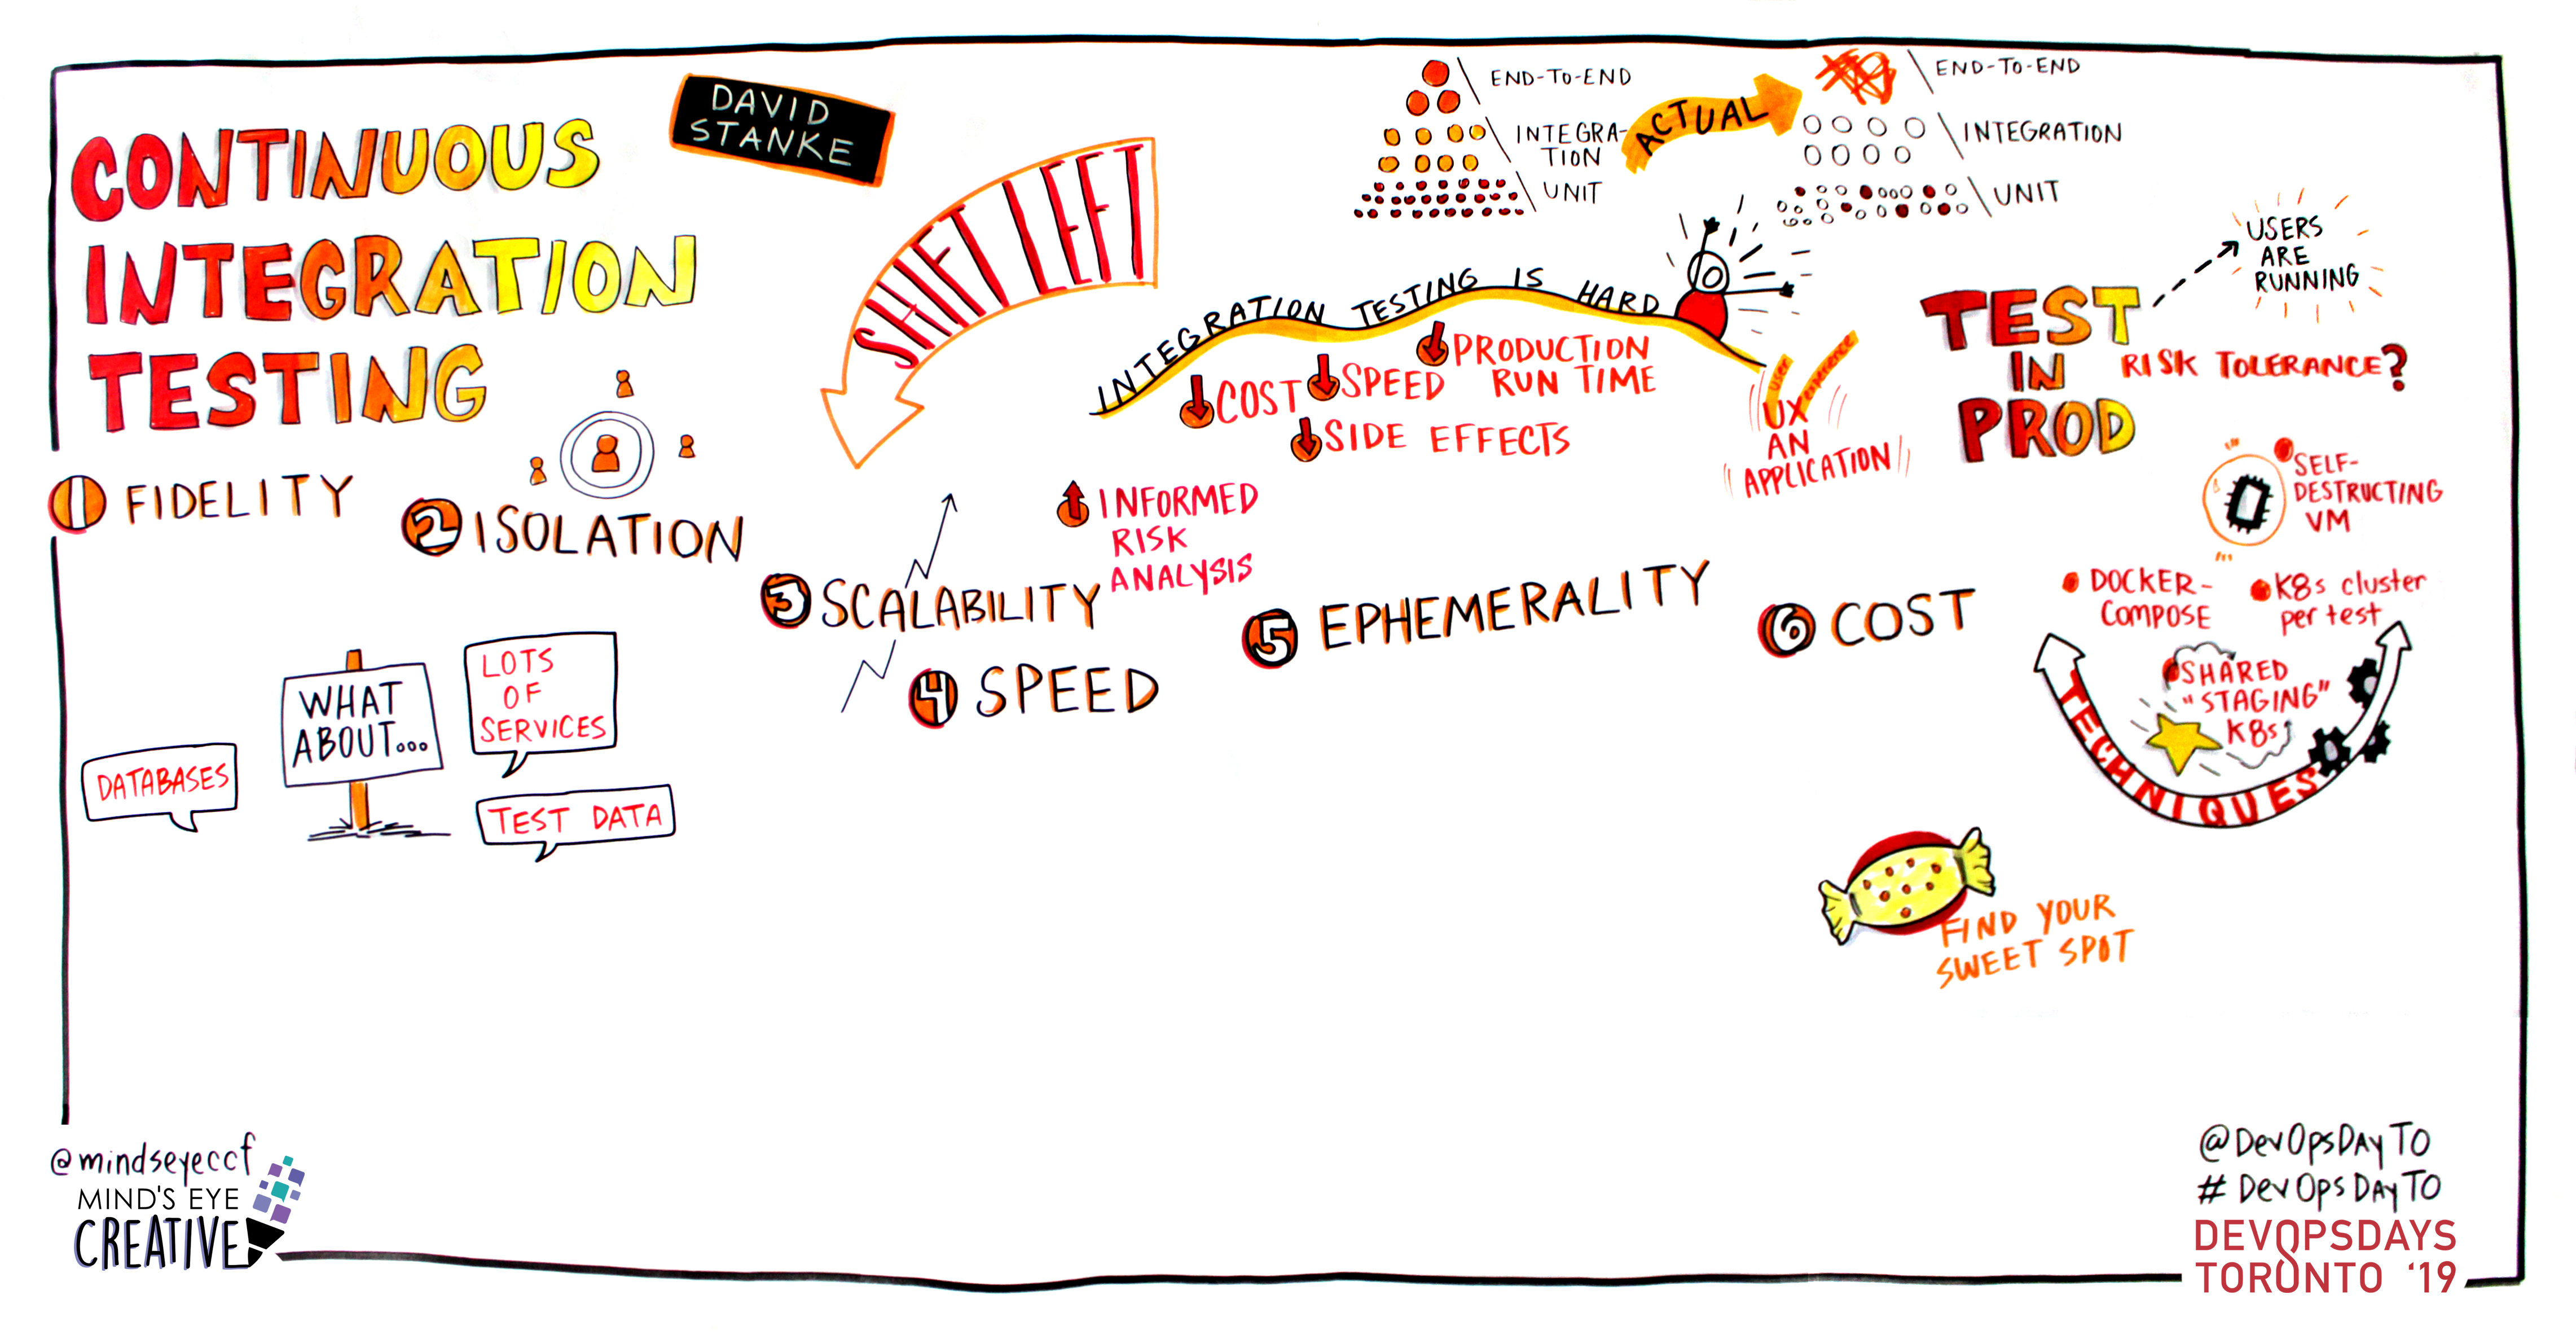 CONTINUOUS
INTEGRATION
TESTING
DAVID
STANKE
SHIFT LEFT
END-TO-END
INTEGRA-
TION
UNIT
ACTUAL
END-TO-END
INTEGRATION
UNIT
INTEGRATION TESTING IS HARD
COST
SPEED
PRODUCTION
RUN TIME
SIDE EFFECTS
INFORMED
RISK
ANALYSIS
user
experience
UX
AN
APPLICATION
TEST
IN
PROD
USERS
ARE
RUNNING
RISK TOLERANCE?
1 FIDELITY
2 ISOLATION
3 SCALABILITY
4 SPEED
5 EPHEMERALITY
6 COST
SELF-
DESTRUCTING
VM
DOCKER-
COMPOSE
K8s cluster
per test
SHARED
"STAGING"
K8s
TECHNIQUES
WHAT
ABOUT...
DATABASES
LOTS
OF
SERVICES
TEST DATA
FIND YOUR
SWEET SPOT
@mindseyeccf
MIND'S EYE
CREATIVE
@DevOpsDayTO
#DevOpsDayTO
DEVOPSDAYS
TORONTO '19